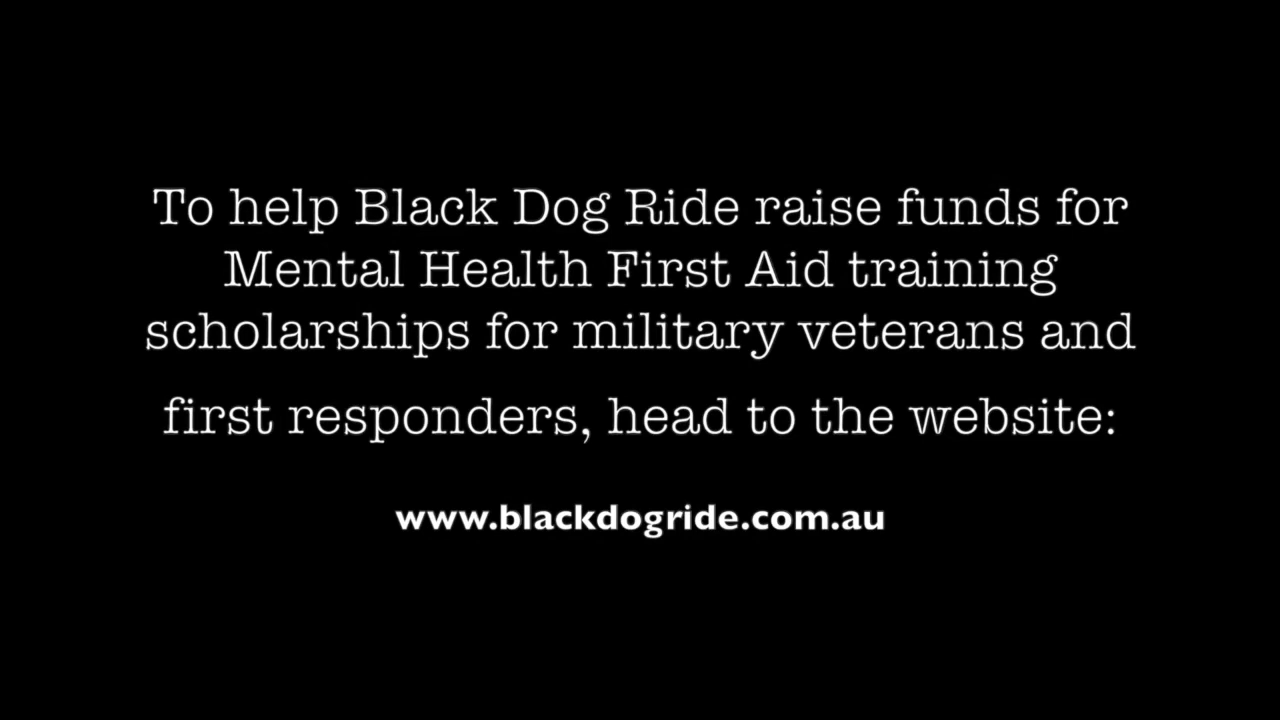 To help Black Dog Ride raise funds for
Mental Health First Aid training
scholarships for military veterans and
first responders, head to the website:
www.blackdogride.com.au